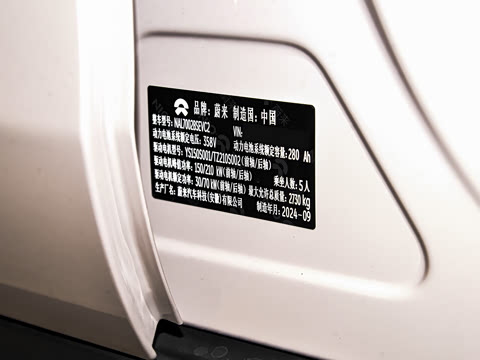 品牌：蔚来 制造国：中国
整车型号：NAL7002BSEVC2 VIN:
动力电池系统额定电压：358V 动力电池系统额定容量：280 Ah
驱动电机型号：YS150S001/TZ210S002（前轴/后轴）
驱动电机峰值功率：150/210 kW（前轴/后轴） 乘坐人数：5人
驱动电机额定功率：30/70 kW（前轴/后轴） 最大允许总质量：2730 kg
生产厂名：蔚来汽车科技（安徽）有限公司 制造年月：2024-09